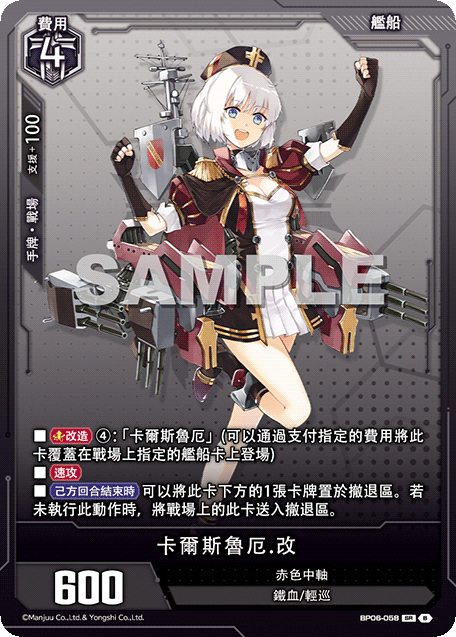 費用
4
艦船
手牌・戰場 支援+100
SAMPLE
■ 改造 ④:「卡爾斯魯厄」(可以通過支付指定的費用將此
卡覆蓋在戰場上指定的艦船卡上登場)
■ 速攻
■ 己方回合結束時 可以將此卡下方的1張卡牌置於撤退區。若
未執行此動作時，將戰場上的此卡送入撤退區。
卡爾斯魯厄.改
600
赤色中軸
鐵血/輕巡
©Manjuu Co.,Ltd. & Yongshi Co.,Ltd.
BP06-058 SR B